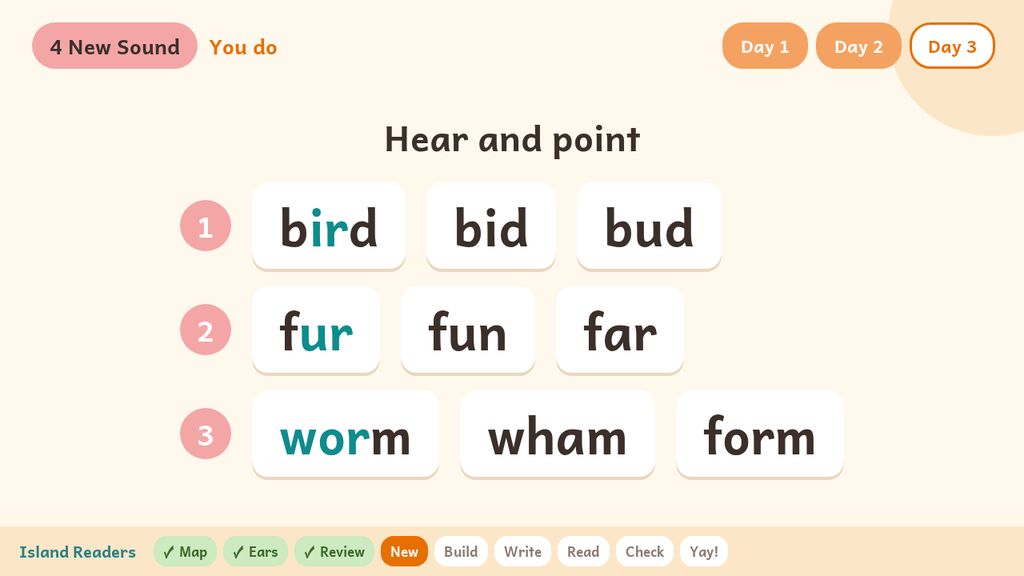 4 New Sound You do Day 1 Day 2 Day 3
Hear and point
1 bird bid bud
2 fur fun far
3 worm wham form
Island Readers ✓ Map ✓ Ears ✓ Review New Build Write Read Check Yay!